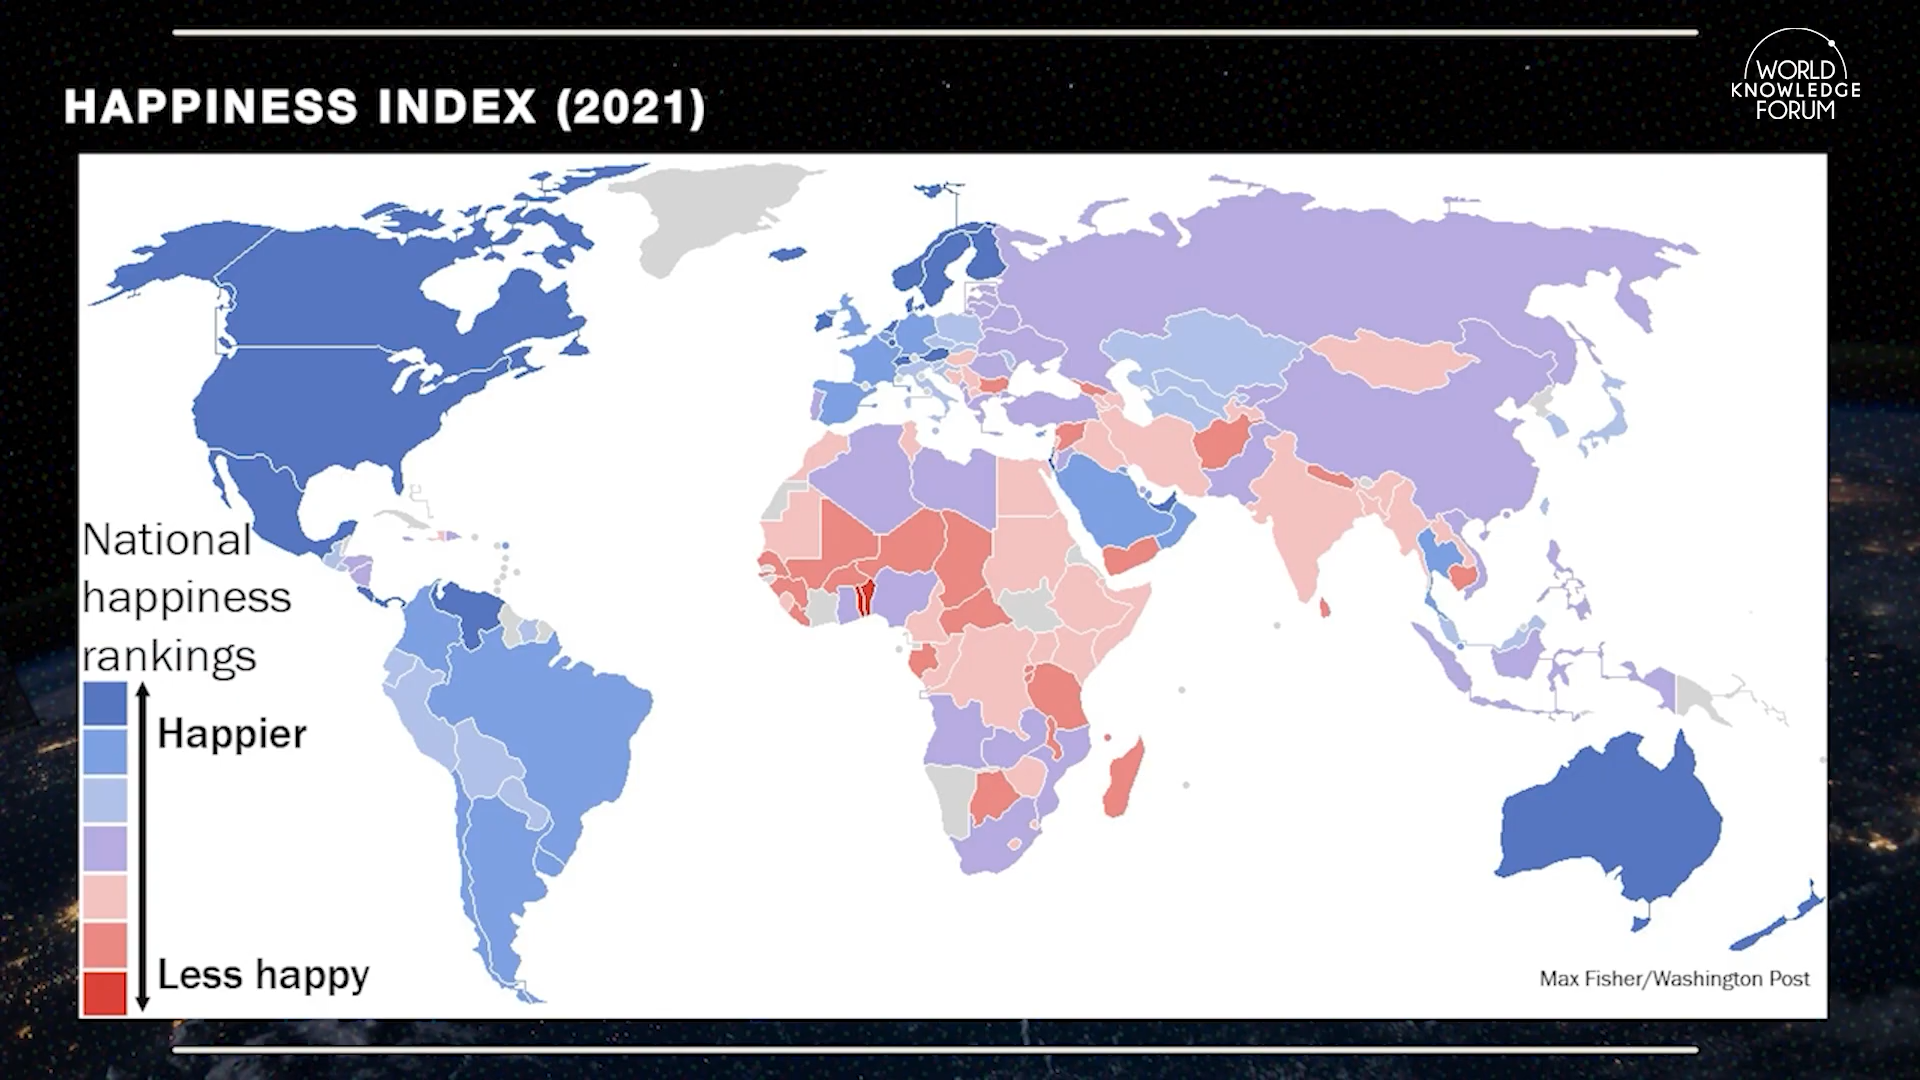 HAPPINESS INDEX (2021)
WORLD
KNOWLEDGE
FORUM
National
happiness
rankings
Happier
Less happy
Max Fisher/Washington Post